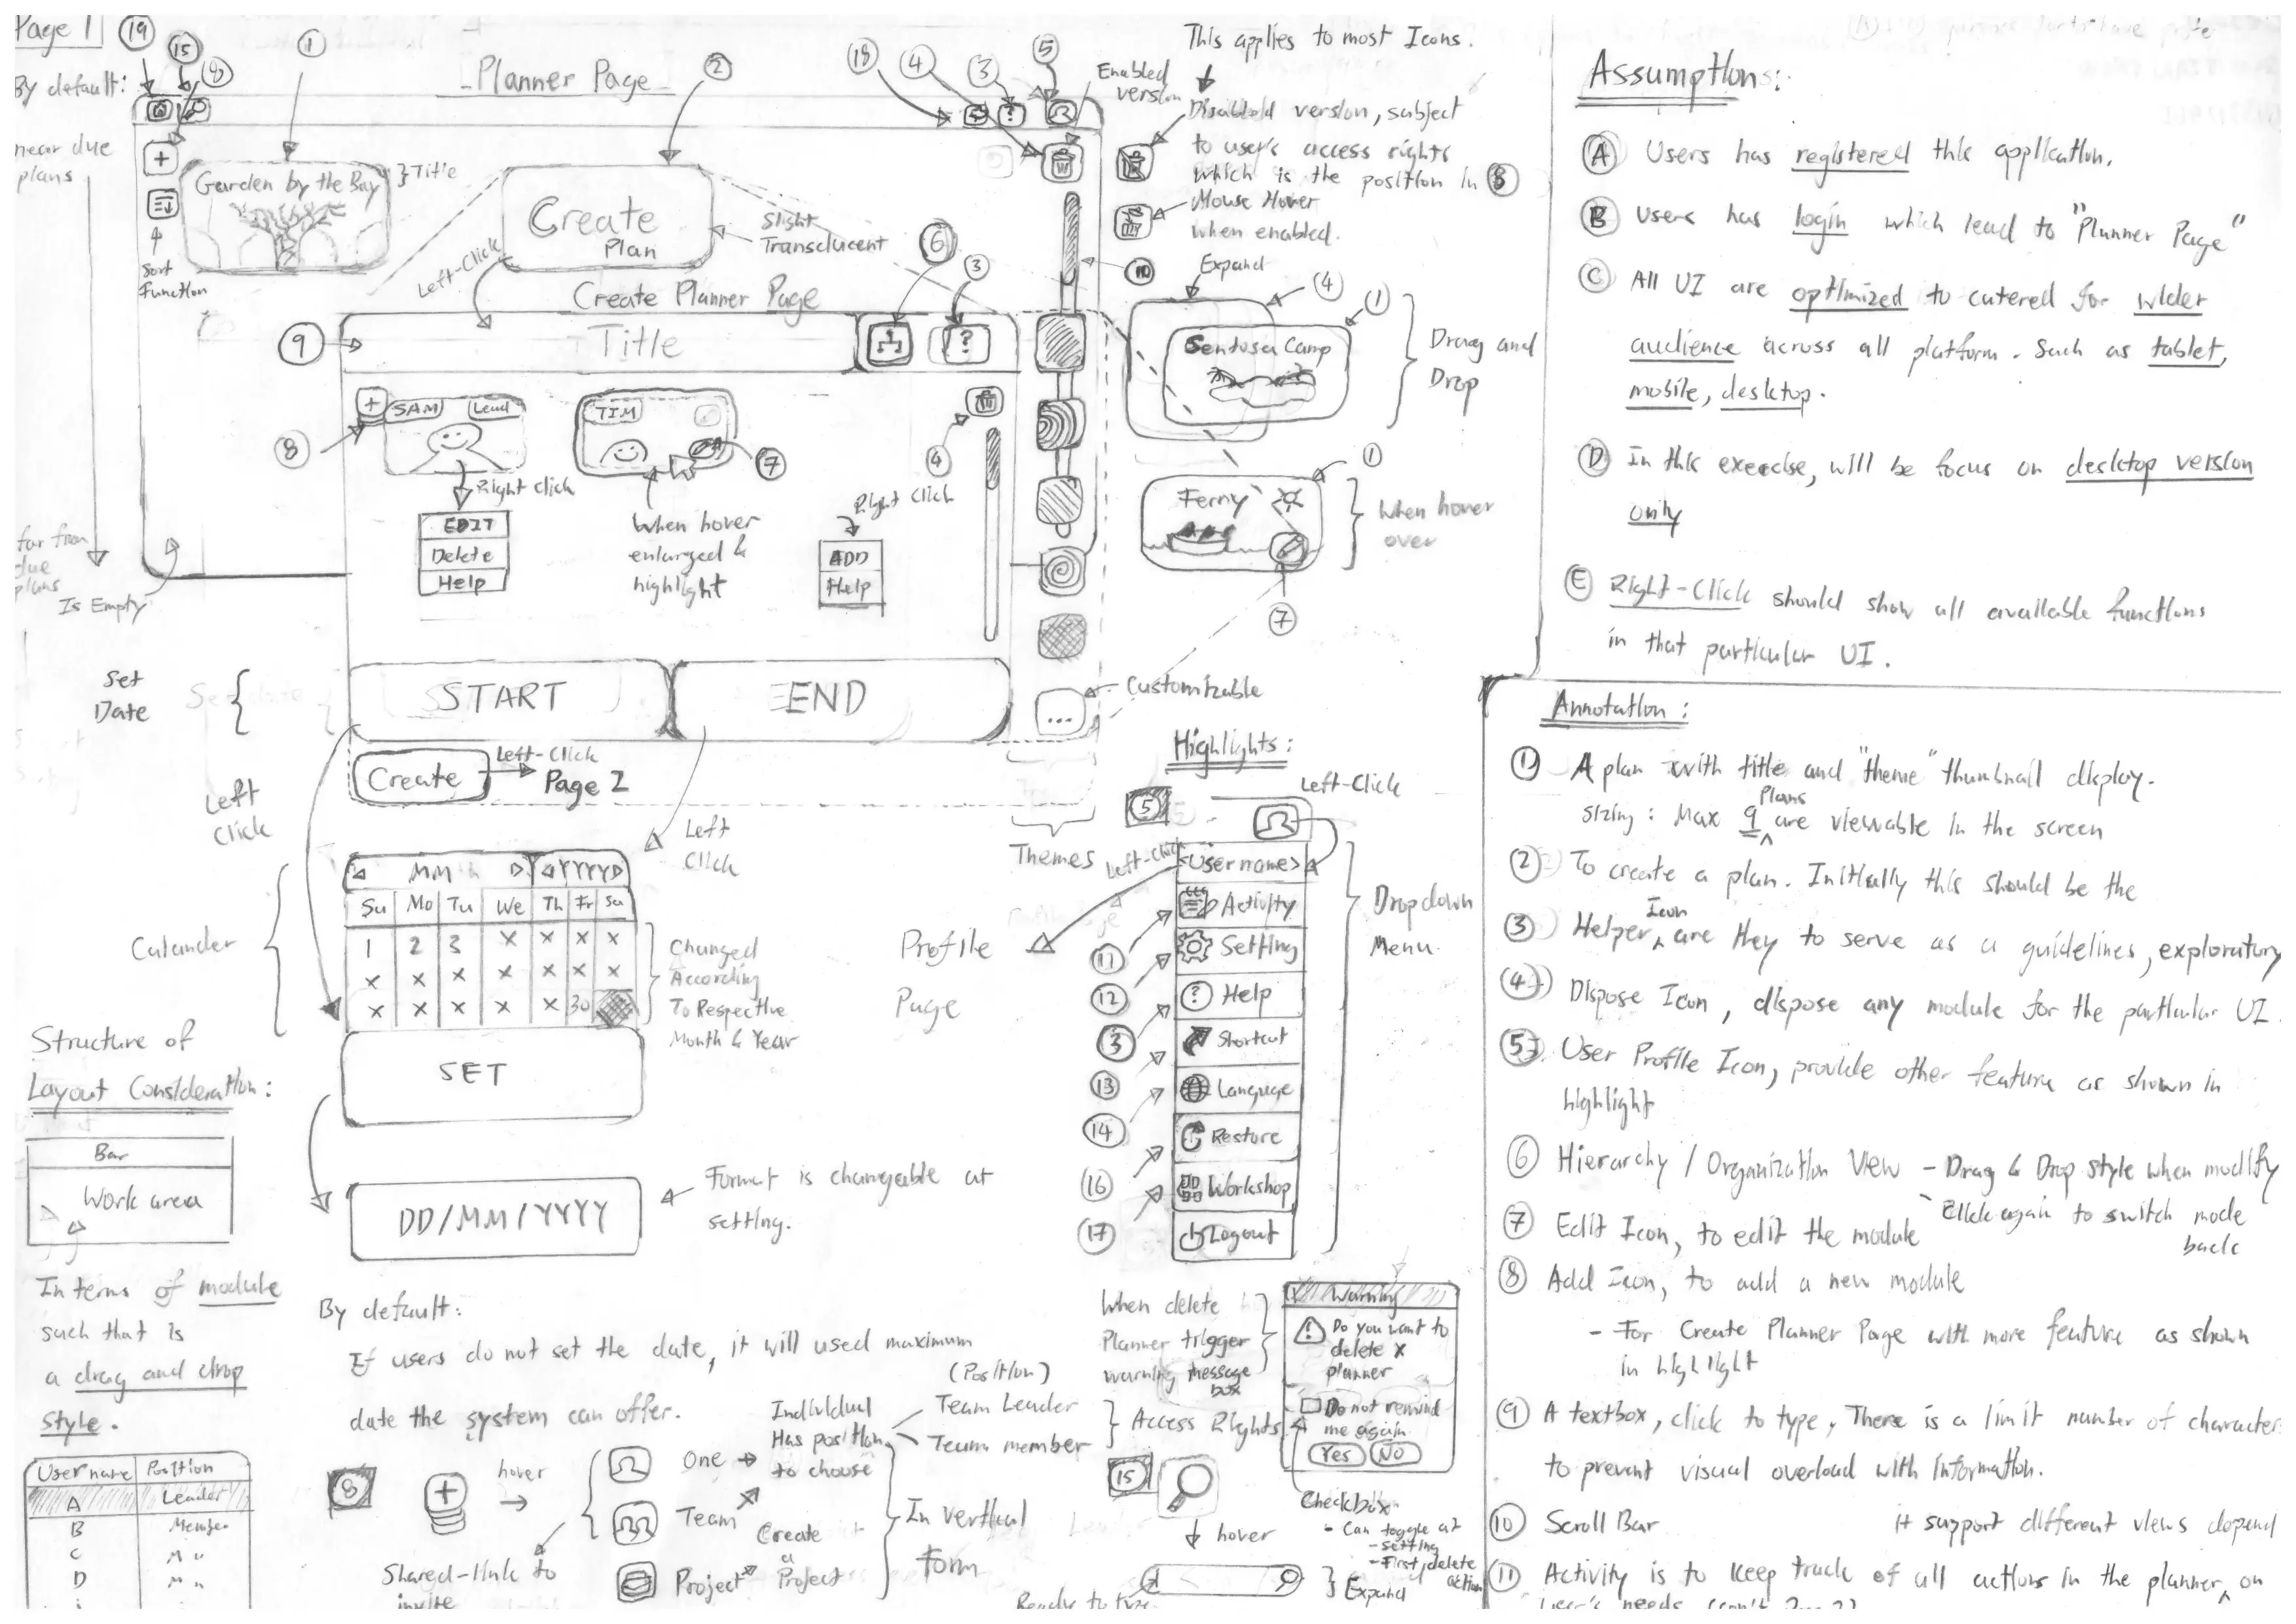 Page 1
19
15
18
1
Planner Page
2
18
4
3
5
This applies to most Icons.
By default:
Enabled
version
Disabled version, subject
to user's access rights
which is the position in 8
Mouse Hover
when enabled.
near due
plans
Garden by the Bay
} Title
Create
Plan
Slight
Translucent
6
3
10
Sort
Function
Left-Click
Create Planner Page
Expand
4
1
Sentosa Camp
Drag and
Drop
9
Title
?
SAM
Lead
TIM
8
7
4
Right click
EDIT
Delete
Help
When hover
enlarged &
highlight
Right click
ADD
Help
1
Ferry
When hover
over
7
far from
due
plans
Is Empty
Set
Date
START
END
...
Customizable
Create
Left-Click
Page 2
Left
Click
Left
Click
Themes
MM
YYYY
Su Mo Tu We Th Fr Sa
1 2 3 x x x x
x x x x x x x
x x x x x 30
Calander
Changed
According
To Respective
Month & Year
SET
DD/MM/YYYY
Format is changeable at
setting.
Structure of
Layout Consideration:
Bar
Work area
In terms of module
such that is
a drag and drop
style.
Username Position
A Leader
B Member
C M "
D M "
By default:
If users do not set the date, it will used maximum
date the system can offer.
8
hover
One
Team
Project
Individual
Has position
to choose
(Position)
Team Leader
Team member
Access Rights
Create
a
Project
In vertical
form
Shared-link to
invite
Highlights:
5
Left-Click
<Username>
Activity
Setting
Help
Shortcut
Language
Restore
Workshop
Logout
11
12
3
13
14
16
17
Dropdown
Menu
Left-Click
Profile
Page
When delete
Planner trigger
warning message
box
Warning
Do you want to
delete x
planner
Do not remind
me again
Yes No
Checkbox
• Can toggle at
- Setting
- First delete
action
15
hover
Expand
Ready to type
Assumptions:
A Users has registered this application.
B Users has login which lead to "Planner Page"
C All UI are optimized to catered for wider
audience across all platform. Such as tablet,
mobile, desktop.
D In this exercise, will be focus on desktop version
only
E Right-Click should show all available functions
in that particular UI.
Annotation:
1 A plan with title and "theme" thumbnail display.
sizing: Max 9 plans are viewable in the screen
2 To create a plan. Initially this should be the
3 Helper Icon are they to serve as a guidelines, exploratory
4 Dispose Icon, dispose any module for the particular UI.
5 User Profile Icon, provide other feature as shown in
highlight
6 Hierarchy / Organization View - Drag & Drop style when modify
- Click again to switch mode
back
7 Edit Icon, to edit the module
8 Add Icon, to add a new module
- For Create Planner Page with more feature as shown
in highlight
9 A textbox, click to type. There is a limit number of character
to prevent visual overload with information.
10 Scroll Bar
it support different views depend
11 Activity is to keep track of all actions in the planner, on
user's needs